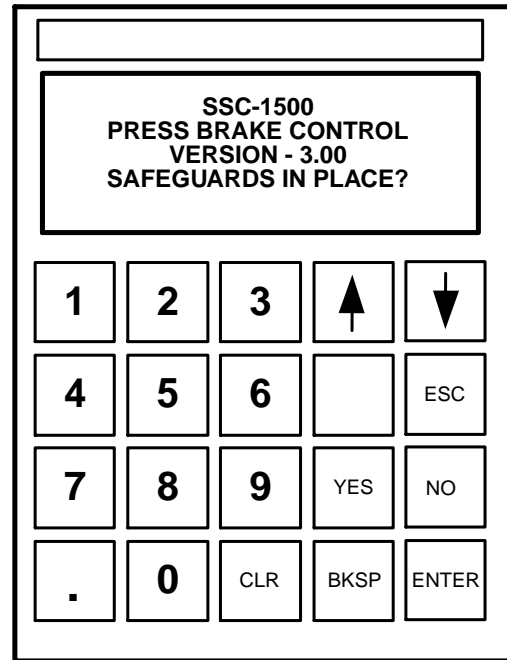 SSC-1500
PRESS BRAKE CONTROL
VERSION - 3.00
SAFEGUARDS IN PLACE?
1 2 3
4 5 6 ESC
7 8 9 YES NO
. 0 CLR BKSP ENTER